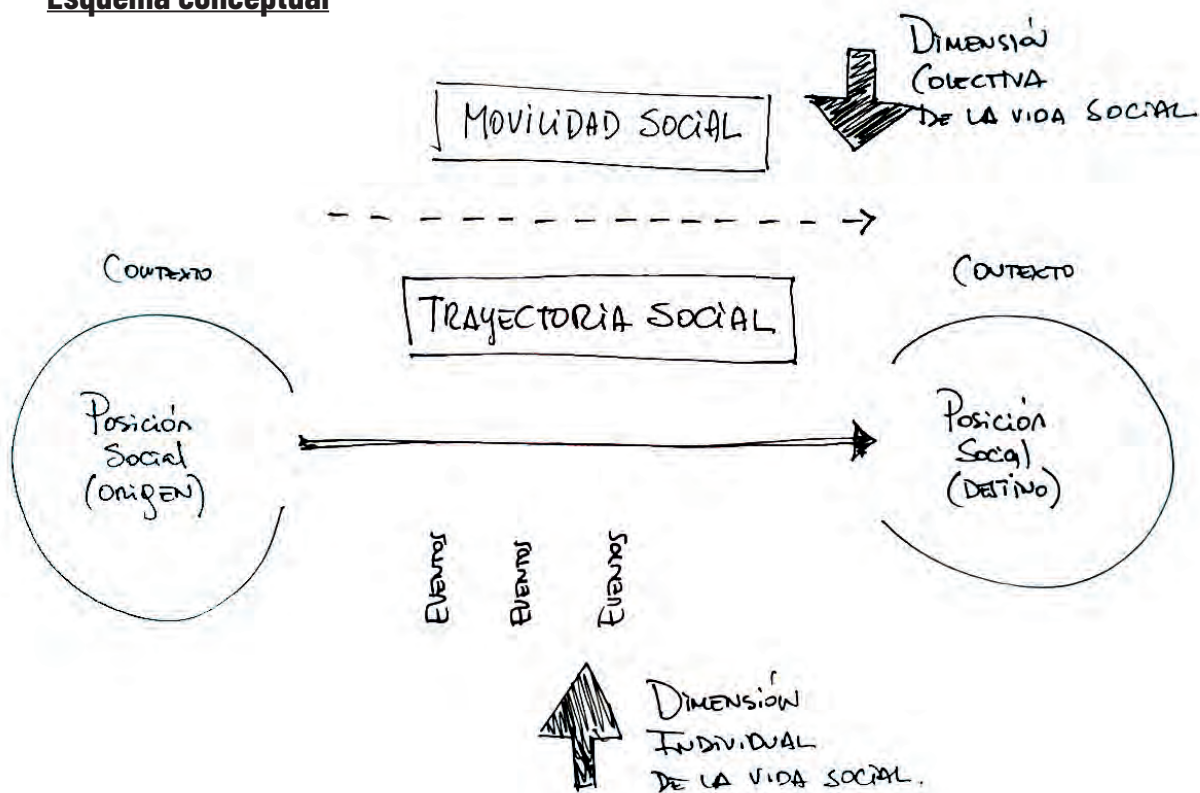 Esquema conceptual
DIMENSIÓN
COLECTIVA
DE LA VIDA SOCIAL
MOVILIDAD SOCIAL
CONTEXTO
CONTEXTO
TRAYECTORIA SOCIAL
Posición
Social
(ORIGEN)
Posición
Social
(DESTINO)
EVENTOS
EVENTOS
EVENTOS
DIMENSIÓN
INDIVIDUAL
DE LA VIDA SOCIAL.